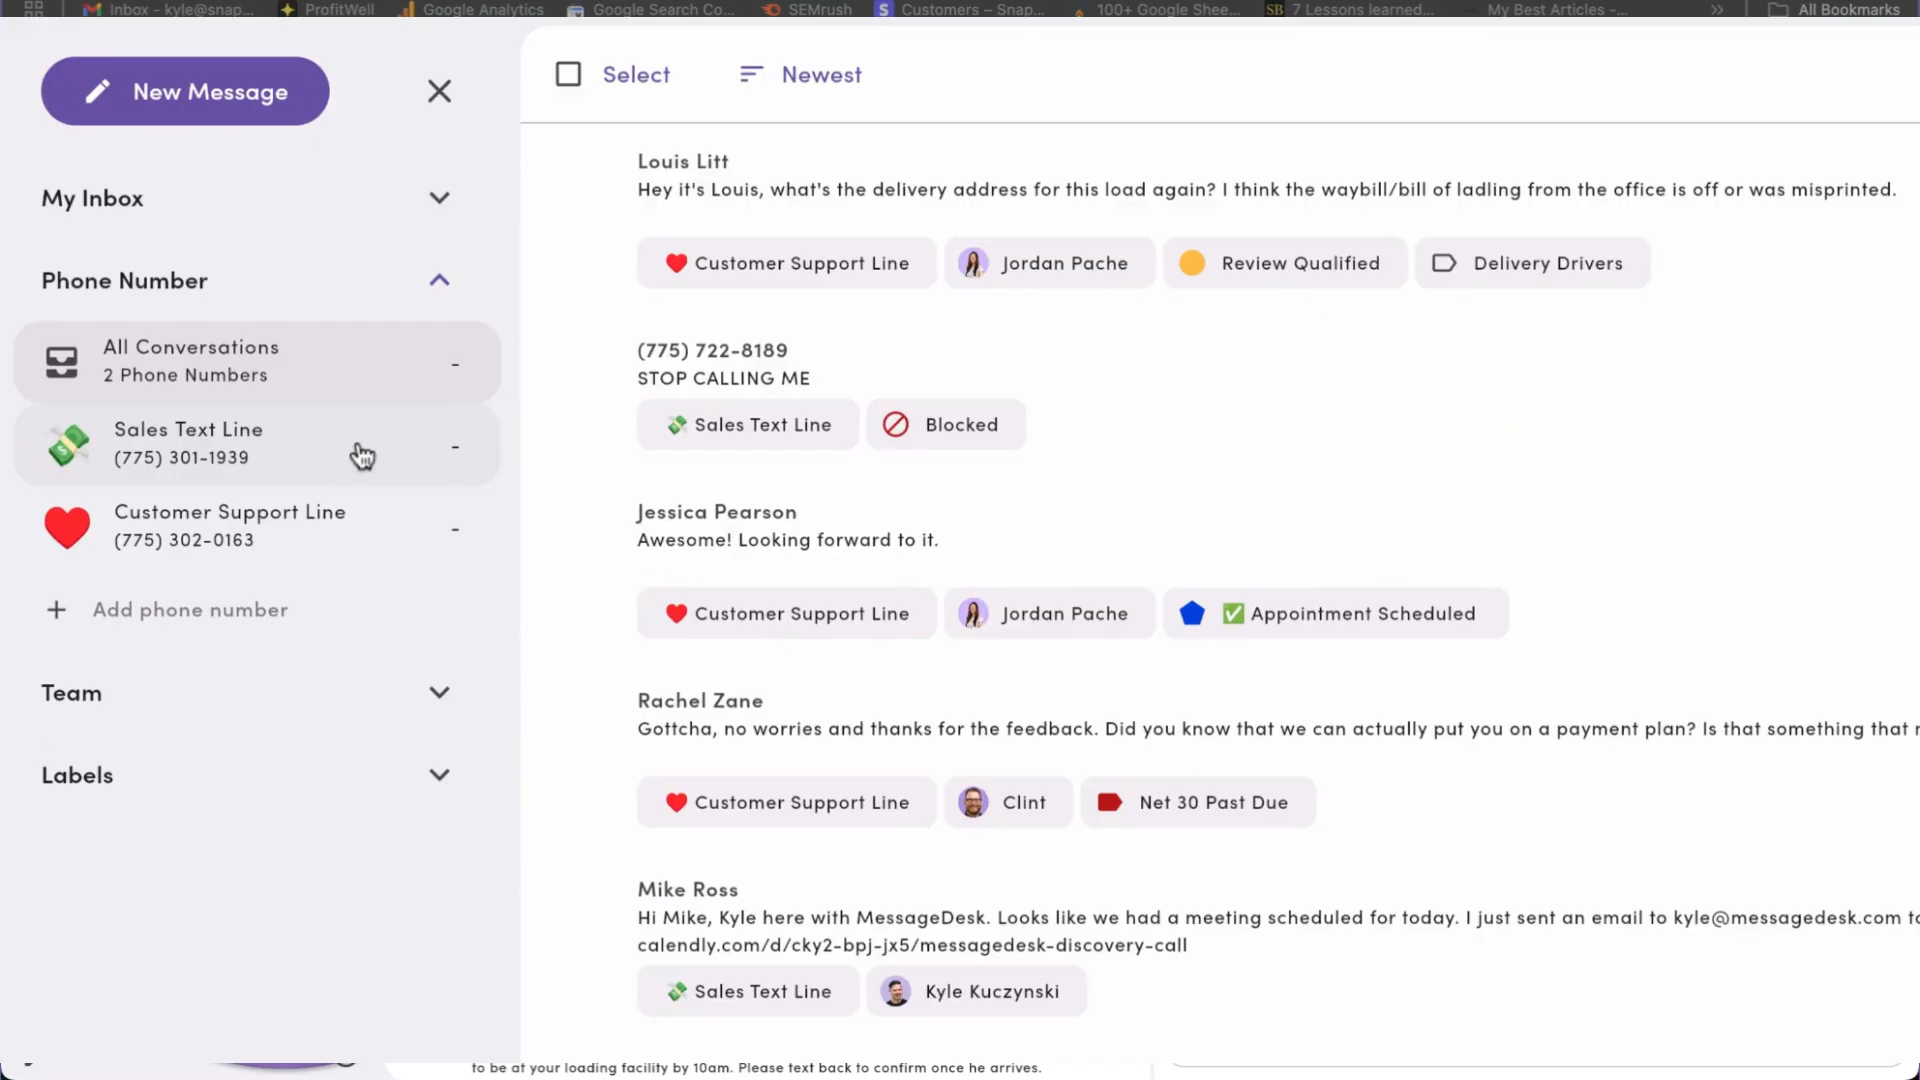 Inbox – kyle@snap...
ProfitWell
Google Analytics
Google Search Co...
SEMrush
S
Customers – Snap...
100+ Google Shee...
SB
7 Lessons learned...
My Best Articles -...
»
All Bookmarks
New Message
Select
Newest
My Inbox
Phone Number
All Conversations
2 Phone Numbers
-
Sales Text Line
(775) 301-1939
-
Customer Support Line
(775) 302-0163
-
+ Add phone number
Team
Labels
Louis Litt
Hey it's Louis, what's the delivery address for this load again? I think the waybill/bill of ladling from the office is off or was misprinted.
❤️ Customer Support Line
Jordan Pache
Review Qualified
Delivery Drivers
(775) 722-8189
STOP CALLING ME
💸 Sales Text Line
Blocked
Jessica Pearson
Awesome! Looking forward to it.
❤️ Customer Support Line
Jordan Pache
✅ Appointment Scheduled
Rachel Zane
Gottcha, no worries and thanks for the feedback. Did you know that we can actually put you on a payment plan? Is that something that
❤️ Customer Support Line
Clint
Net 30 Past Due
Mike Ross
Hi Mike, Kyle here with MessageDesk. Looks like we had a meeting scheduled for today. I just sent an email to kyle@messagedesk.com
calendly.com/d/cky2-bpj-jx5/messagedesk-discovery-call
💸 Sales Text Line
Kyle Kuczynski
to be at your loading facility by 10am. Please text back to confirm once he arrives.